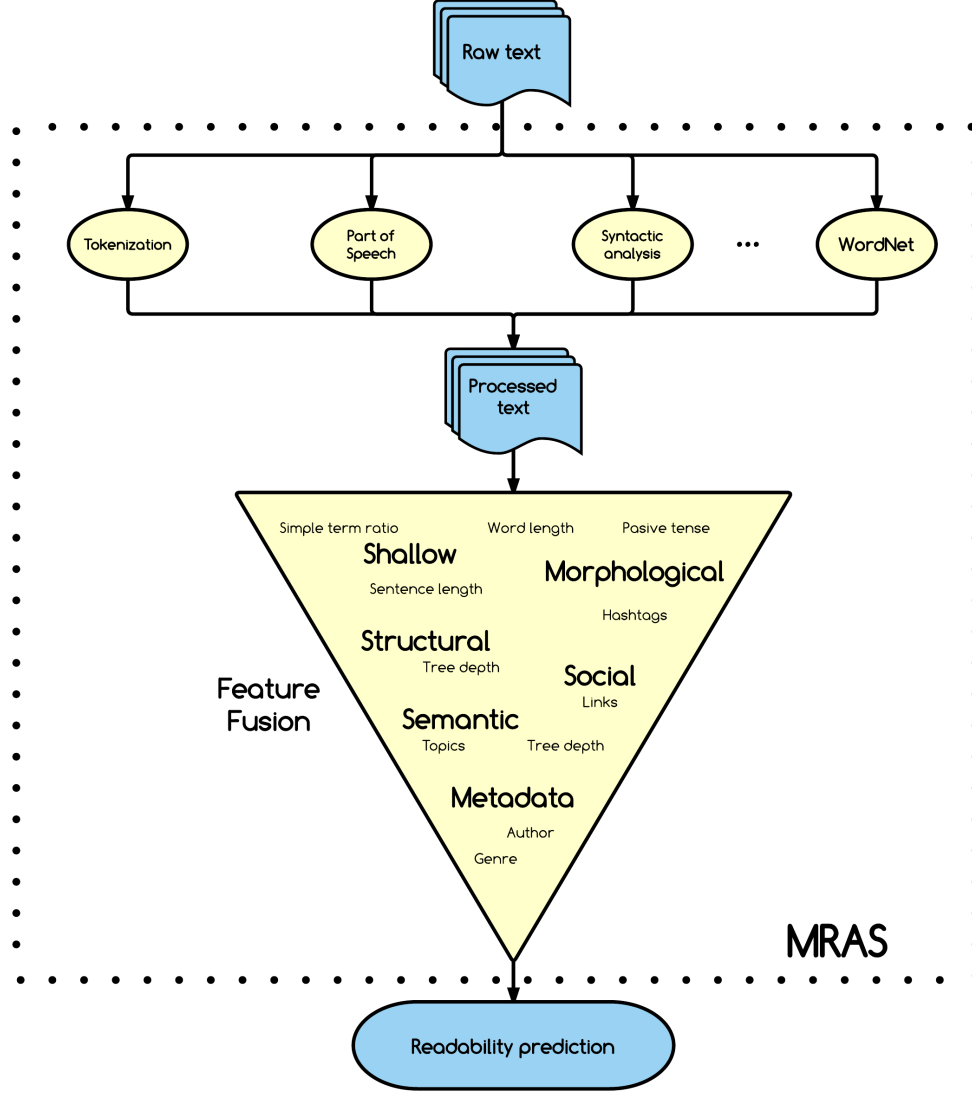 Raw text
Tokenization
Part of
Speech
Syntactic
analysis
...
WordNet
Processed
text
Simple term ratio
Word length
Pasive tense
Shallow
Morphological
Sentence length
Hashtags
Structural
Tree depth
Social
Links
Feature
Fusion
Semantic
Topics
Tree depth
Metadata
Author
Genre
MRAS
Readability prediction